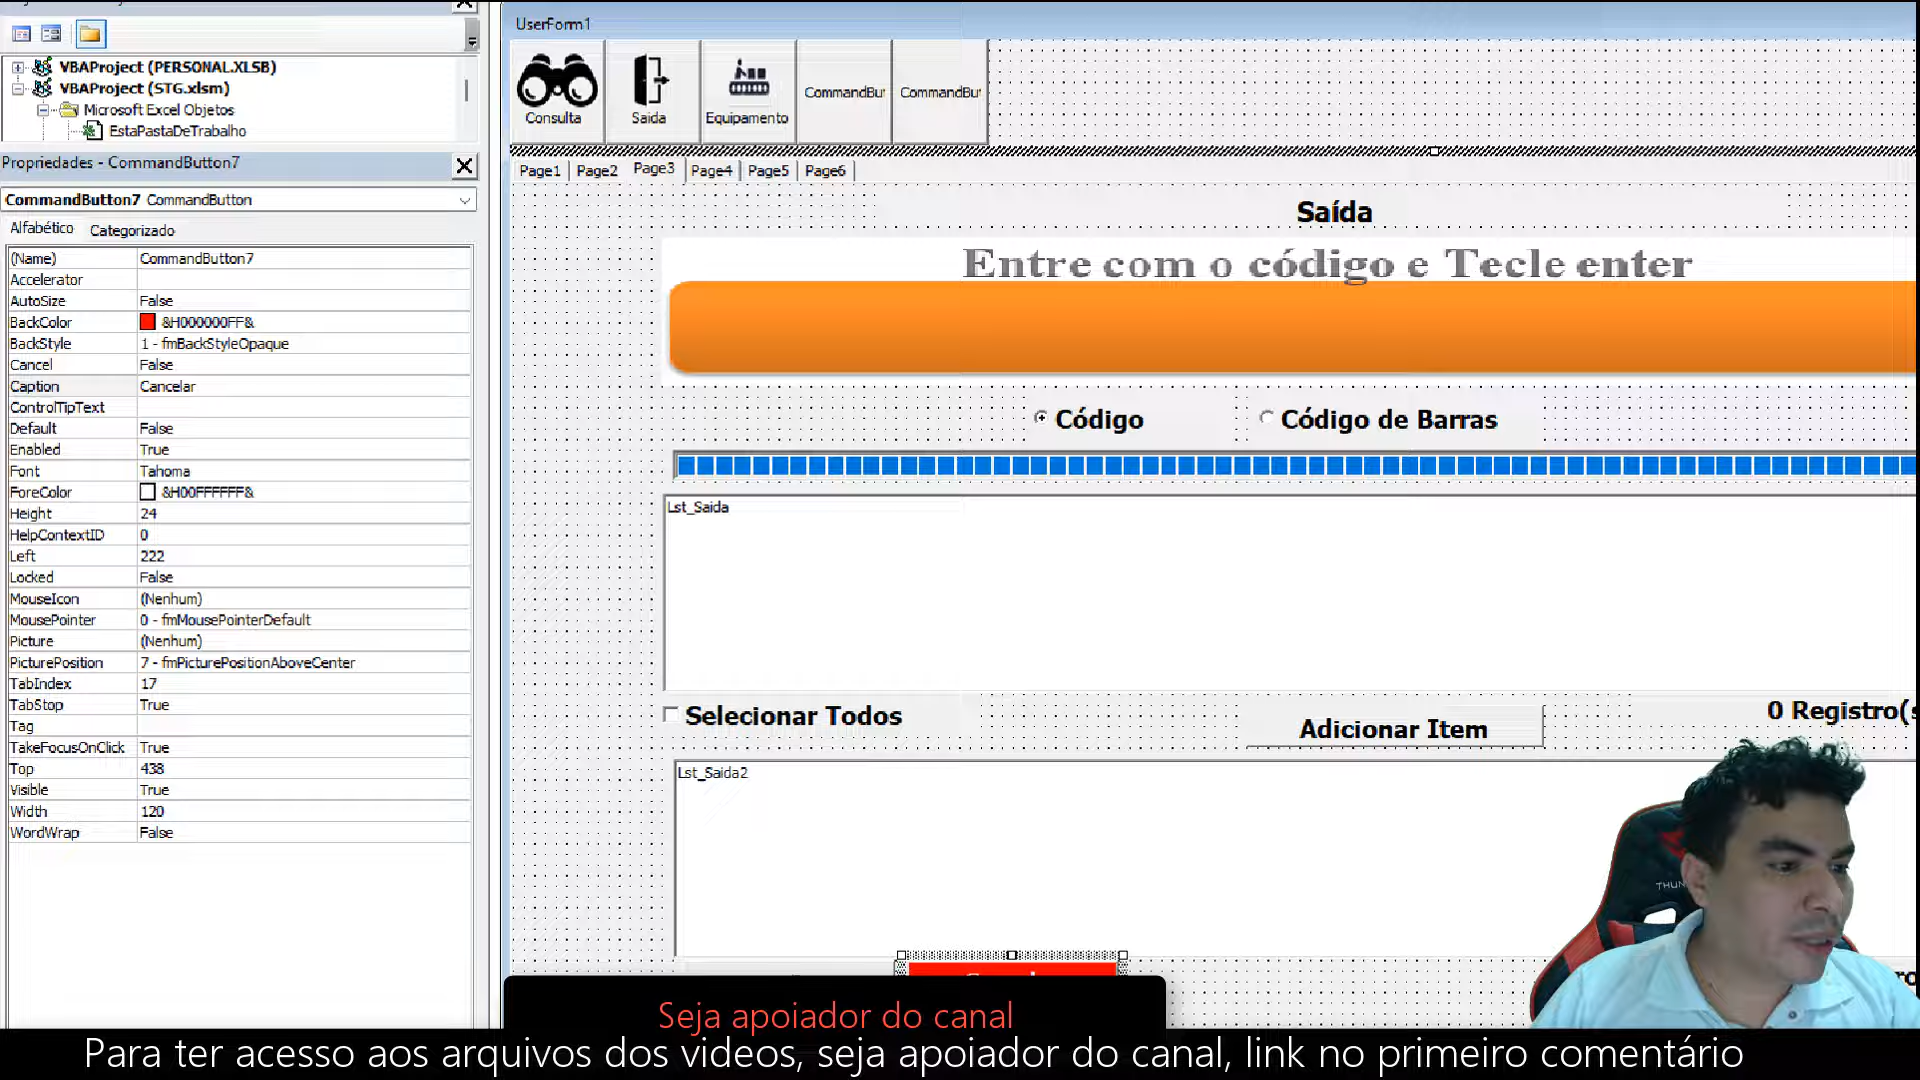 VBAProject (PERSONAL.XLSB)
VBAProject (STG.xlsm)
Microsoft Excel Objetos
EstaPastaDeTrabalho
Propriedades - CommandButton7
CommandButton7 CommandButton
Alfabético Categorizado
(Name) CommandButton7
Accelerator
AutoSize False
BackColor &H000000FF&
BackStyle 1 - fmBackStyleOpaque
Cancel False
Caption Cancelar
ControlTipText
Default False
Enabled True
Font Tahoma
ForeColor &H00FFFFFF&
Height 24
HelpContextID 0
Left 222
Locked False
MouseIcon (Nenhum)
MousePointer 0 - fmMousePointerDefault
Picture (Nenhum)
PicturePosition 7 - fmPicturePositionAboveCenter
TabIndex 17
TabStop True
Tag
TakeFocusOnClick True
Top 438
Visible True
Width 120
WordWrap False
UserForm1
Consulta Saida Equipamento CommandBut CommandBut
Page1 Page2 Page3 Page4 Page5 Page6
Saída
Entre com o código e Tecle enter
Código Código de Barras
Lst_Saida
Selecionar Todos
Adicionar Item
0 Registro(s
Lst_Saida2
THUN
Seja apoiador do canal
Para ter acesso aos arquivos dos videos, seja apoiador do canal, link no primeiro comentário